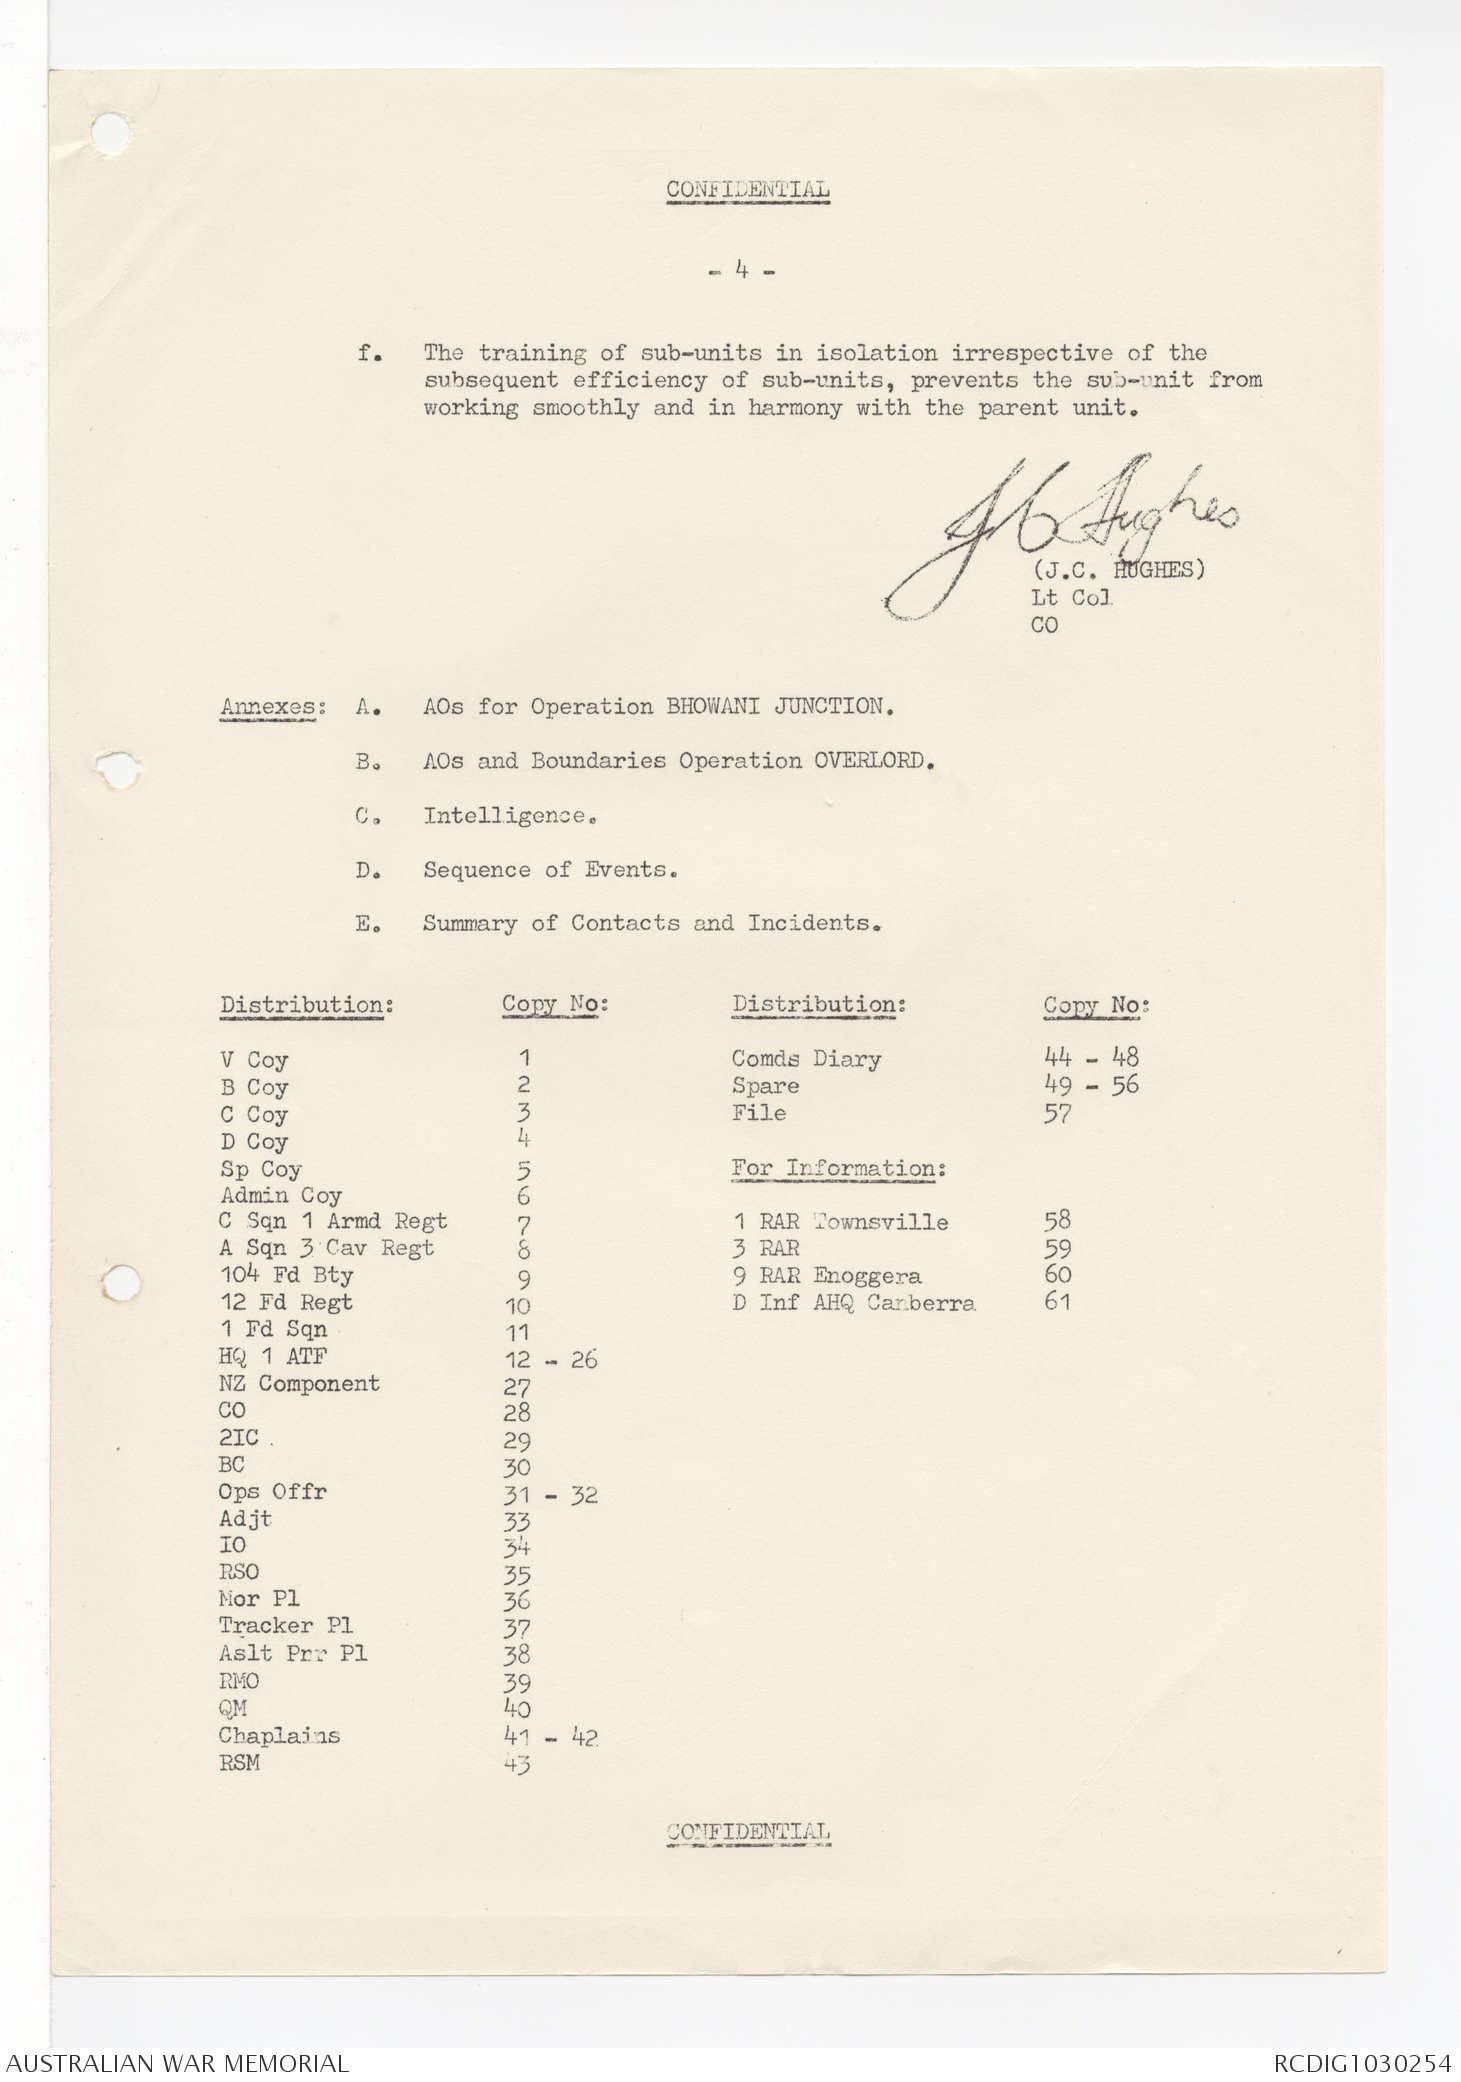 CONFIDENTIAL
- 4 -
f. The training of sub-units in isolation irrespective of the
subsequent efficiency of sub-units, prevents the sub-unit from
working smoothly and in harmony with the parent unit.
J C Hughes
(J.C. HUGHES)
Lt Col
CO
Annexes: A. AOs for Operation BHOWANI JUNCTION.
B. AOs and Boundaries Operation OVERLORD.
C. Intelligence.
D. Sequence of Events.
E. Summary of Contacts and Incidents.
Distribution: Copy No:
V Coy 1
B Coy 2
C Coy 3
D Coy 4
Sp Coy 5
Admin Coy 6
C Sqn 1 Armd Regt 7
A Sqn 3 Cav Regt 8
104 Fd Bty 9
12 Fd Regt 10
1 Fd Sqn 11
HQ 1 ATF 12 - 26
NZ Component 27
CO 28
2IC 29
BC 30
Ops Offr 31 - 32
Adjt 33
IO 34
RSO 35
Mor Pl 36
Tracker Pl 37
Aslt Pnr Pl 38
RMO 39
QM 40
Chaplains 41 - 42
RSM 43
Distribution: Copy No:
Comds Diary 44 - 48
Spare 49 - 56
File 57
For Information:
1 RAR Townsville 58
3 RAR 59
9 RAR Enoggera 60
D Inf AHQ Canberra 61
CONFIDENTIAL
AUSTRALIAN WAR MEMORIAL
RCDIG1030254